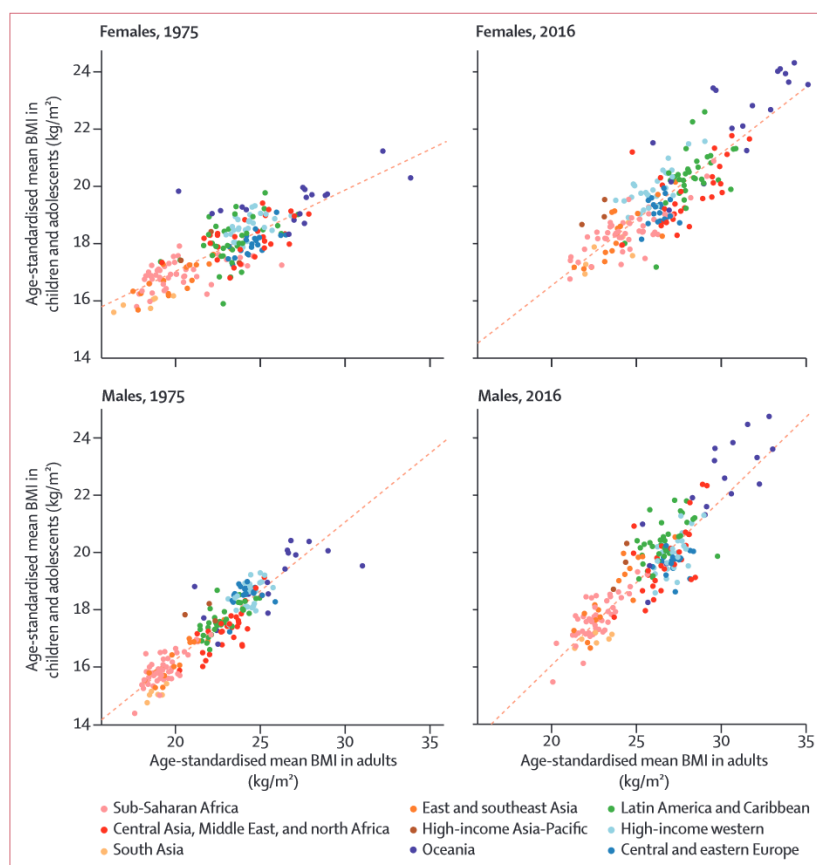 Females, 1975
Females, 2016
Age-standardised mean BMI in
children and adolescents (kg/m²)
24
22
20
18
16
14
Males, 1975
Males, 2016
Age-standardised mean BMI in
children and adolescents (kg/m²)
24
22
20
18
16
14
20 25 30 35
20 25 30 35
Age-standardised mean BMI in adults
(kg/m²)
Age-standardised mean BMI in adults
(kg/m²)
Sub-Saharan Africa
Central Asia, Middle East, and north Africa
South Asia
East and southeast Asia
High-income Asia-Pacific
Oceania
Latin America and Caribbean
High-income western
Central and eastern Europe